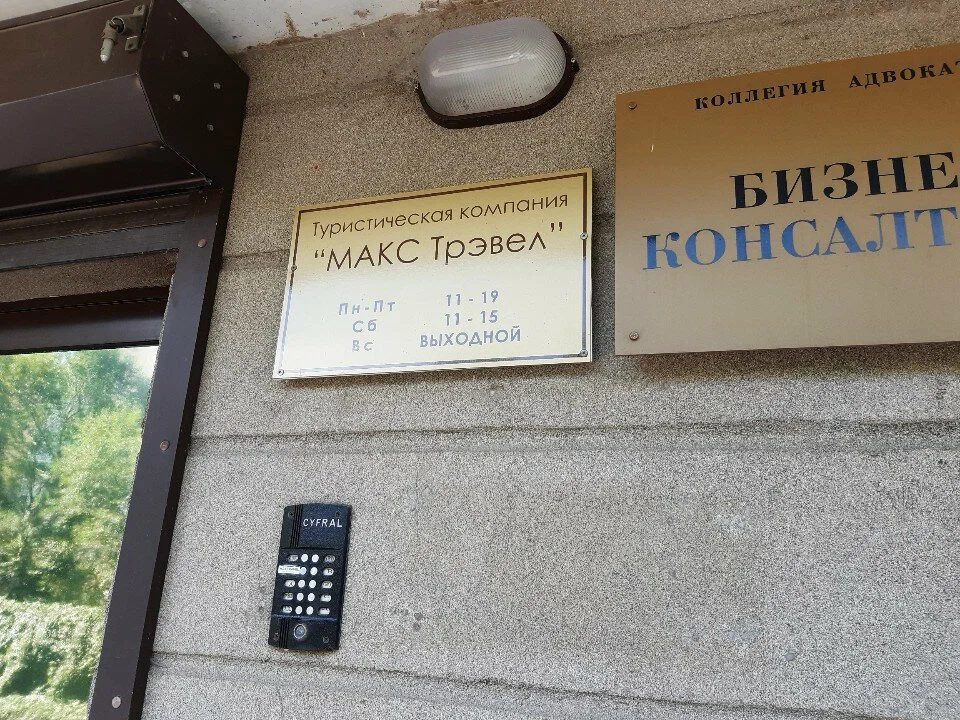 Туристическая компания
“МАКС Трэвел”
Пн-Пт 11 - 19
Сб 11 - 15
Вс ВЫХОДНОЙ
КОЛЛЕГИЯ АДВОКАТ
БИЗНЕ
КОНСАЛТ
CYFRAL